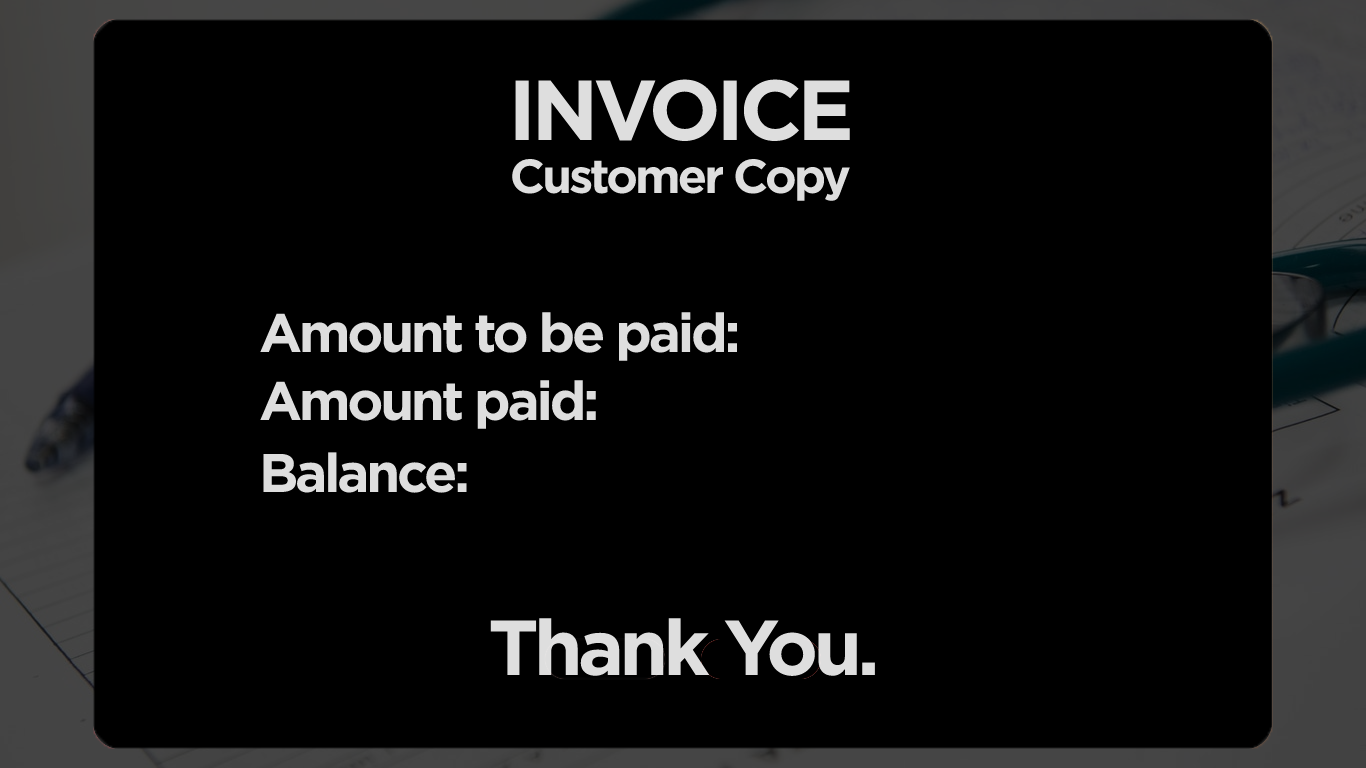 INVOICE
Customer Copy
Amount to be paid:
Amount paid:
Balance:
Thank You.